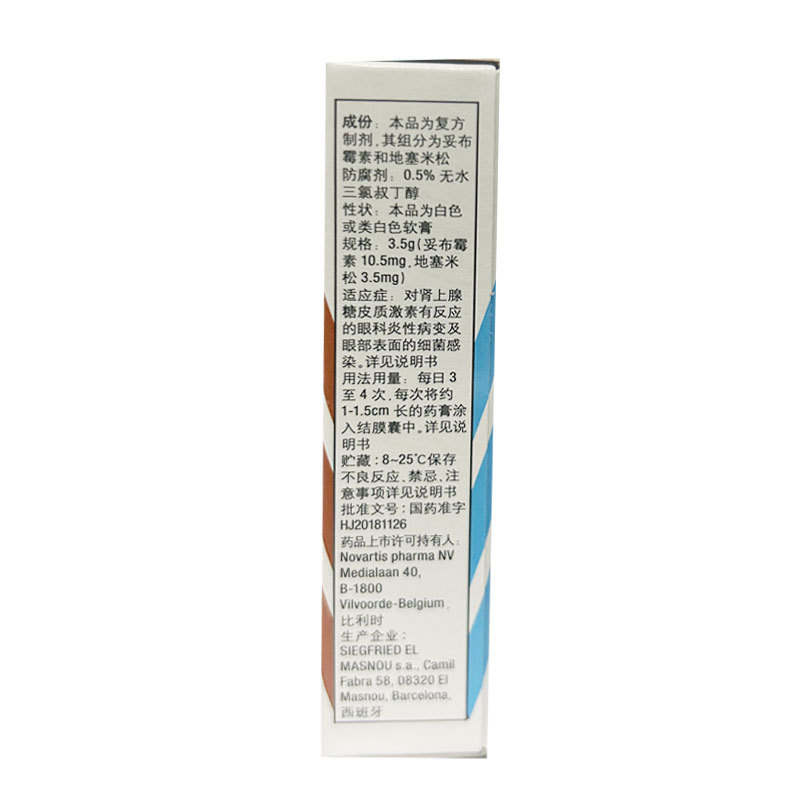 成份：本品为复方
制剂,其组分为妥布
霉素和地塞米松
防腐剂：0.5% 无水
三氯叔丁醇
性状：本品为白色
或类白色软膏
规格：3.5g(妥布霉
素 10.5mg,地塞米
松 3.5mg)
适应症：对肾上腺
糖皮质激素有反应
的眼科炎性病变及
眼部表面的细菌感
染。详见说明书
用法用量：每日 3
至 4 次,每次将约
1-1.5cm 长的药膏涂
入结膜囊中。详见说
明书
贮藏：8~25℃保存
不良反应、禁忌、注
意事项详见说明书
批准文号：国药准字
HJ20181126
药品上市许可持有人：
Novartis pharma NV
Medialaan 40,
B-1800
Vilvoorde-Belgium,
比利时
生产企业：
SIEGFRIED EL
MASNOU s.a., Camil
Fabra 58, 08320 El
Masnou, Barcelona,
西班牙